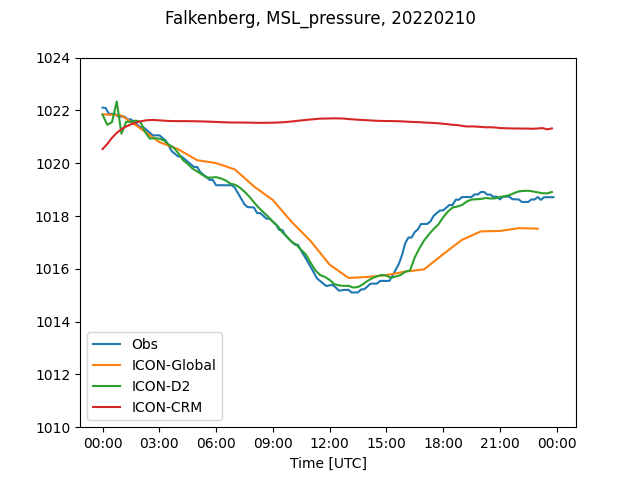 Falkenberg, MSL_pressure, 20220210
1024
1022
1020
1018
1016
1014
1012
1010
Obs
ICON-Global
ICON-D2
ICON-CRM
00:00 03:00 06:00 09:00 12:00 15:00 18:00 21:00 00:00
Time [UTC]